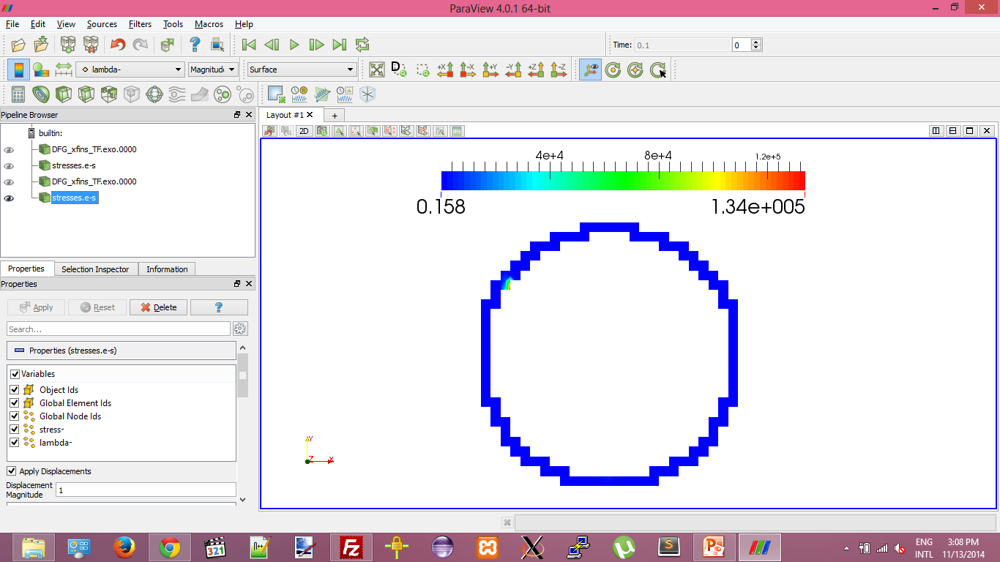 ParaView 4.0.1 64-bit
File Edit View Sources Filters Tools Macros Help
Time: 0.1 0
lambda- Magnitude Surface
D +X -X +Y -Y +Z -Z
Pipeline Browser
builtin:
DFG_xfins_TF.exo.0000
stresses.e-s
DFG_xfins_TF.exo.0000
stresses.e-s
Properties Selection Inspector Information
Properties
Apply Reset Delete ?
Search...
Properties (stresses.e-s)
Variables
Object Ids
Global Element Ids
Global Node Ids
stress-
lambda-
Apply Displacements
Displacement
Magnitude
1
Layout #1 +
2D
4e+4 8e+4 1.2e+5
0.158 1.34e+005
Y
Z X
321
N++
Fz
X
S
P
ENG
INTL
3:08 PM
11/13/2014